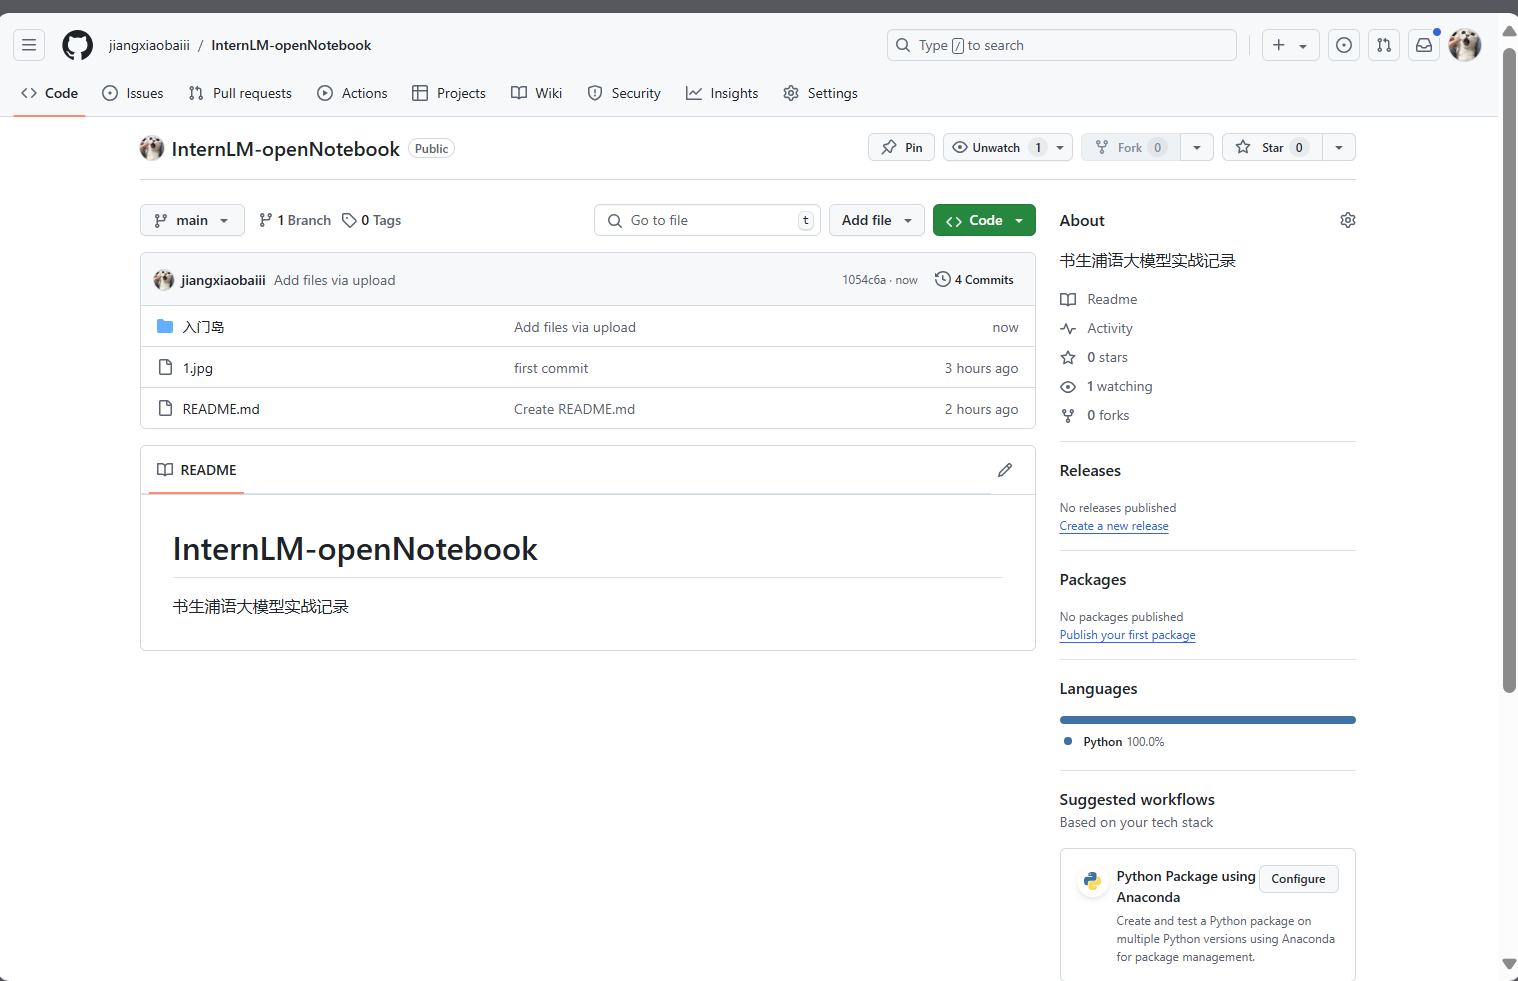 jiangxiaobaiii / InternLM-openNotebook
Type / to search
Code Issues Pull requests Actions Projects Wiki Security Insights Settings
InternLM-openNotebook Public
Pin Unwatch 1 Fork 0 Star 0
main 1 Branch 0 Tags Go to file t Add file Code
jiangxiaobaiii Add files via upload 1054c6a · now 4 Commits
入门岛 Add files via upload now
1.jpg first commit 3 hours ago
README.md Create README.md 2 hours ago
README
InternLM-openNotebook
书生浦语大模型实战记录
About
书生浦语大模型实战记录
Readme
Activity
0 stars
1 watching
0 forks
Releases
No releases published
Create a new release
Packages
No packages published
Publish your first package
Languages
Python 100.0%
Suggested workflows
Based on your tech stack
Python Package using
Anaconda
Configure
Create and test a Python package on
multiple Python versions using Anaconda
for package management.